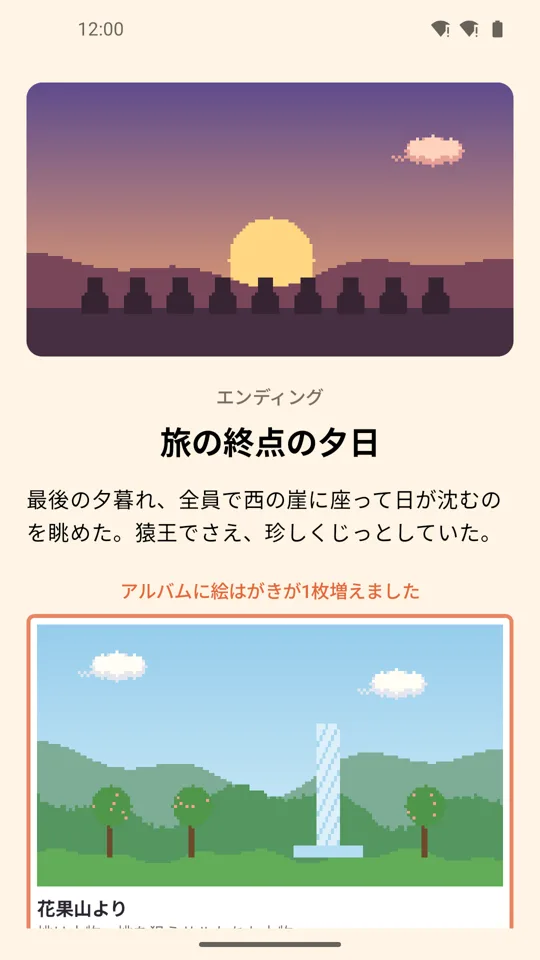 12:00
エンディング
旅の終点の夕日
最後の夕暮れ、全員で西の崖に座って日が沈むの
を眺めた。猿王でさえ、珍しくじっとしていた。
アルバムに絵はがきが1枚増えました
花果山より